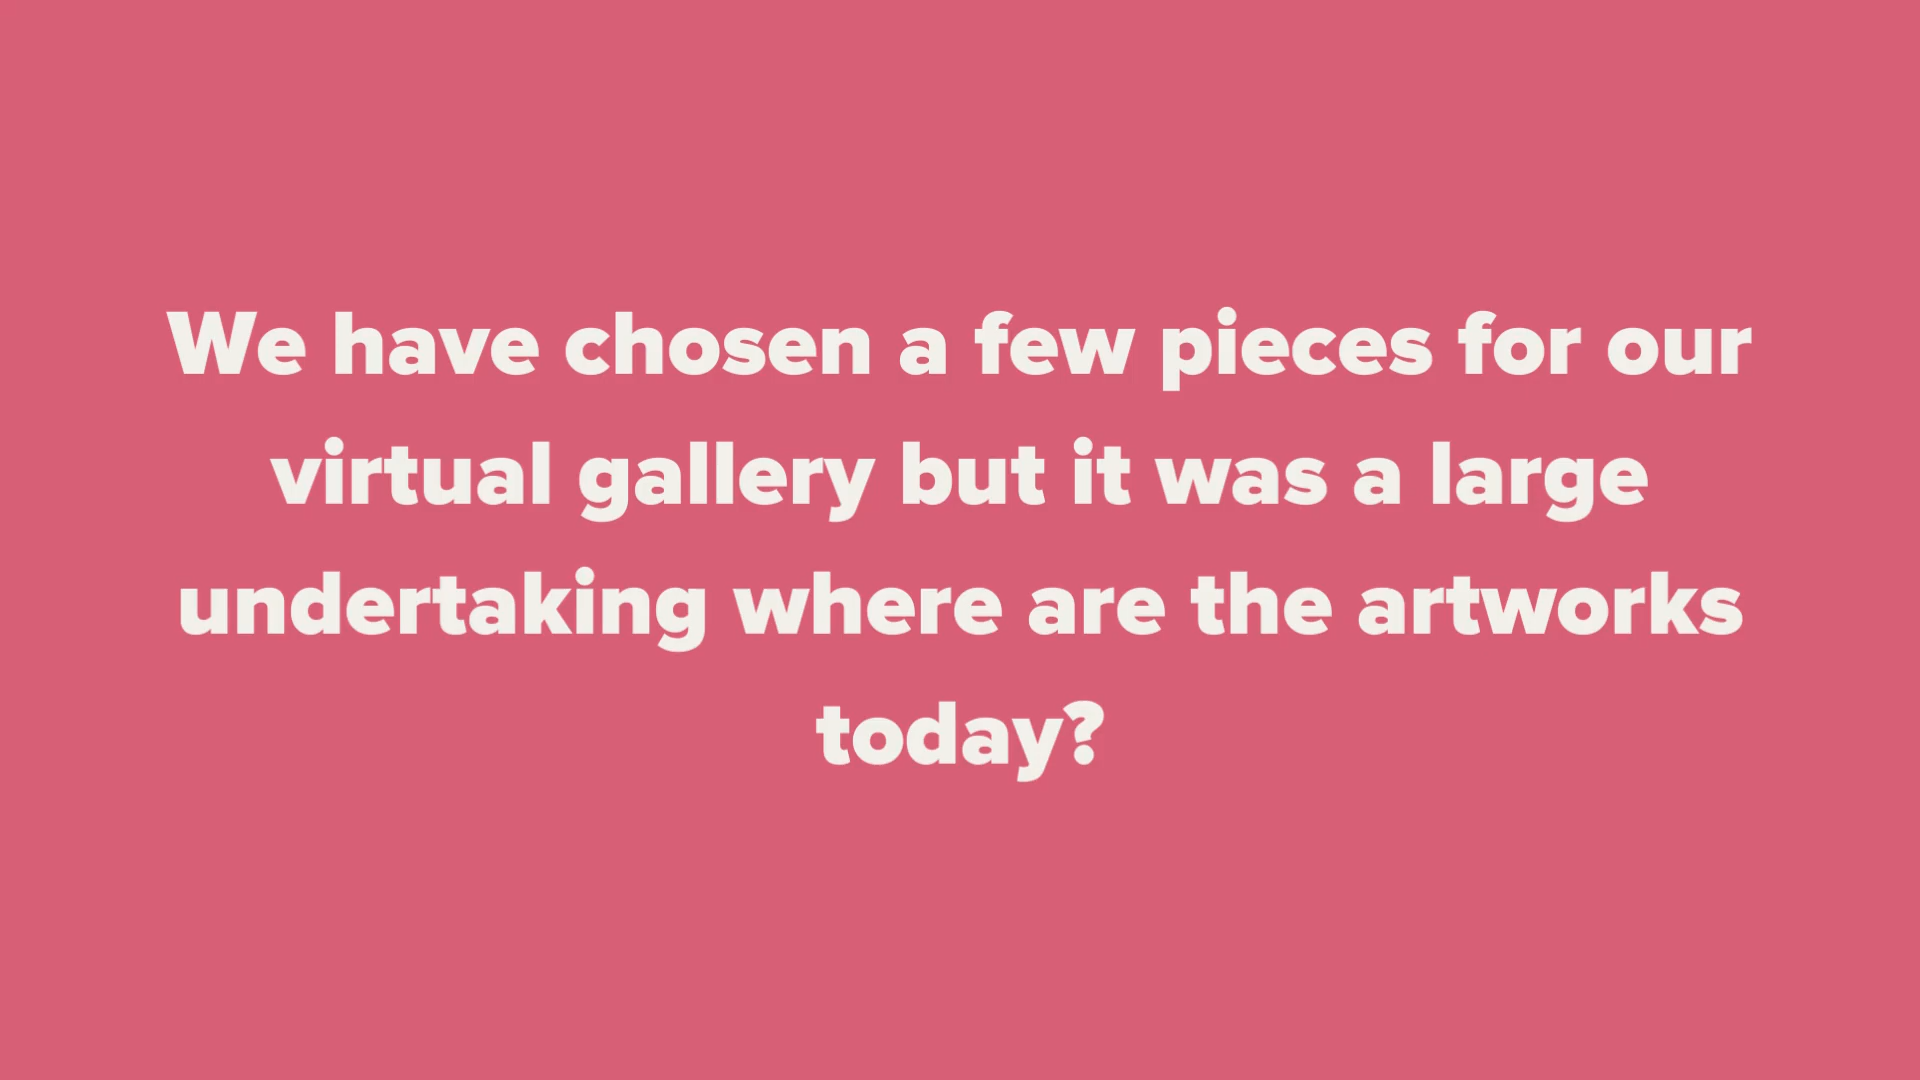 We have chosen a few pieces for our
virtual gallery but it was a large
undertaking where are the artworks
today?